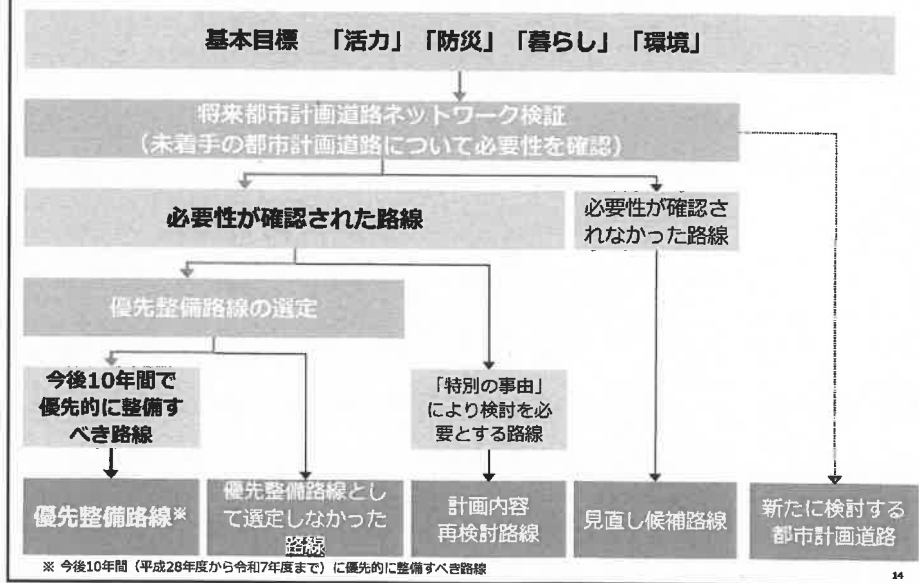 基本目標 「活力」「防災」「暮らし」「環境」
将来都市計画道路ネットワーク検証
（未着手の都市計画道路について必要性を確認）
必要性が確認された路線
必要性が確認さ
れなかった路線
優先整備路線の選定
今後10年間で
優先的に整備す
べき路線
「特別の事由」
により検討を必
要とする路線
優先整備路線※
優先整備路線とし
て選定しなかった
路線
計画内容
再検討路線
見直し候補路線
新たに検討する
都市計画道路
※ 今後10年間（平成28年度から令和7年度まで）に優先的に整備すべき路線
14